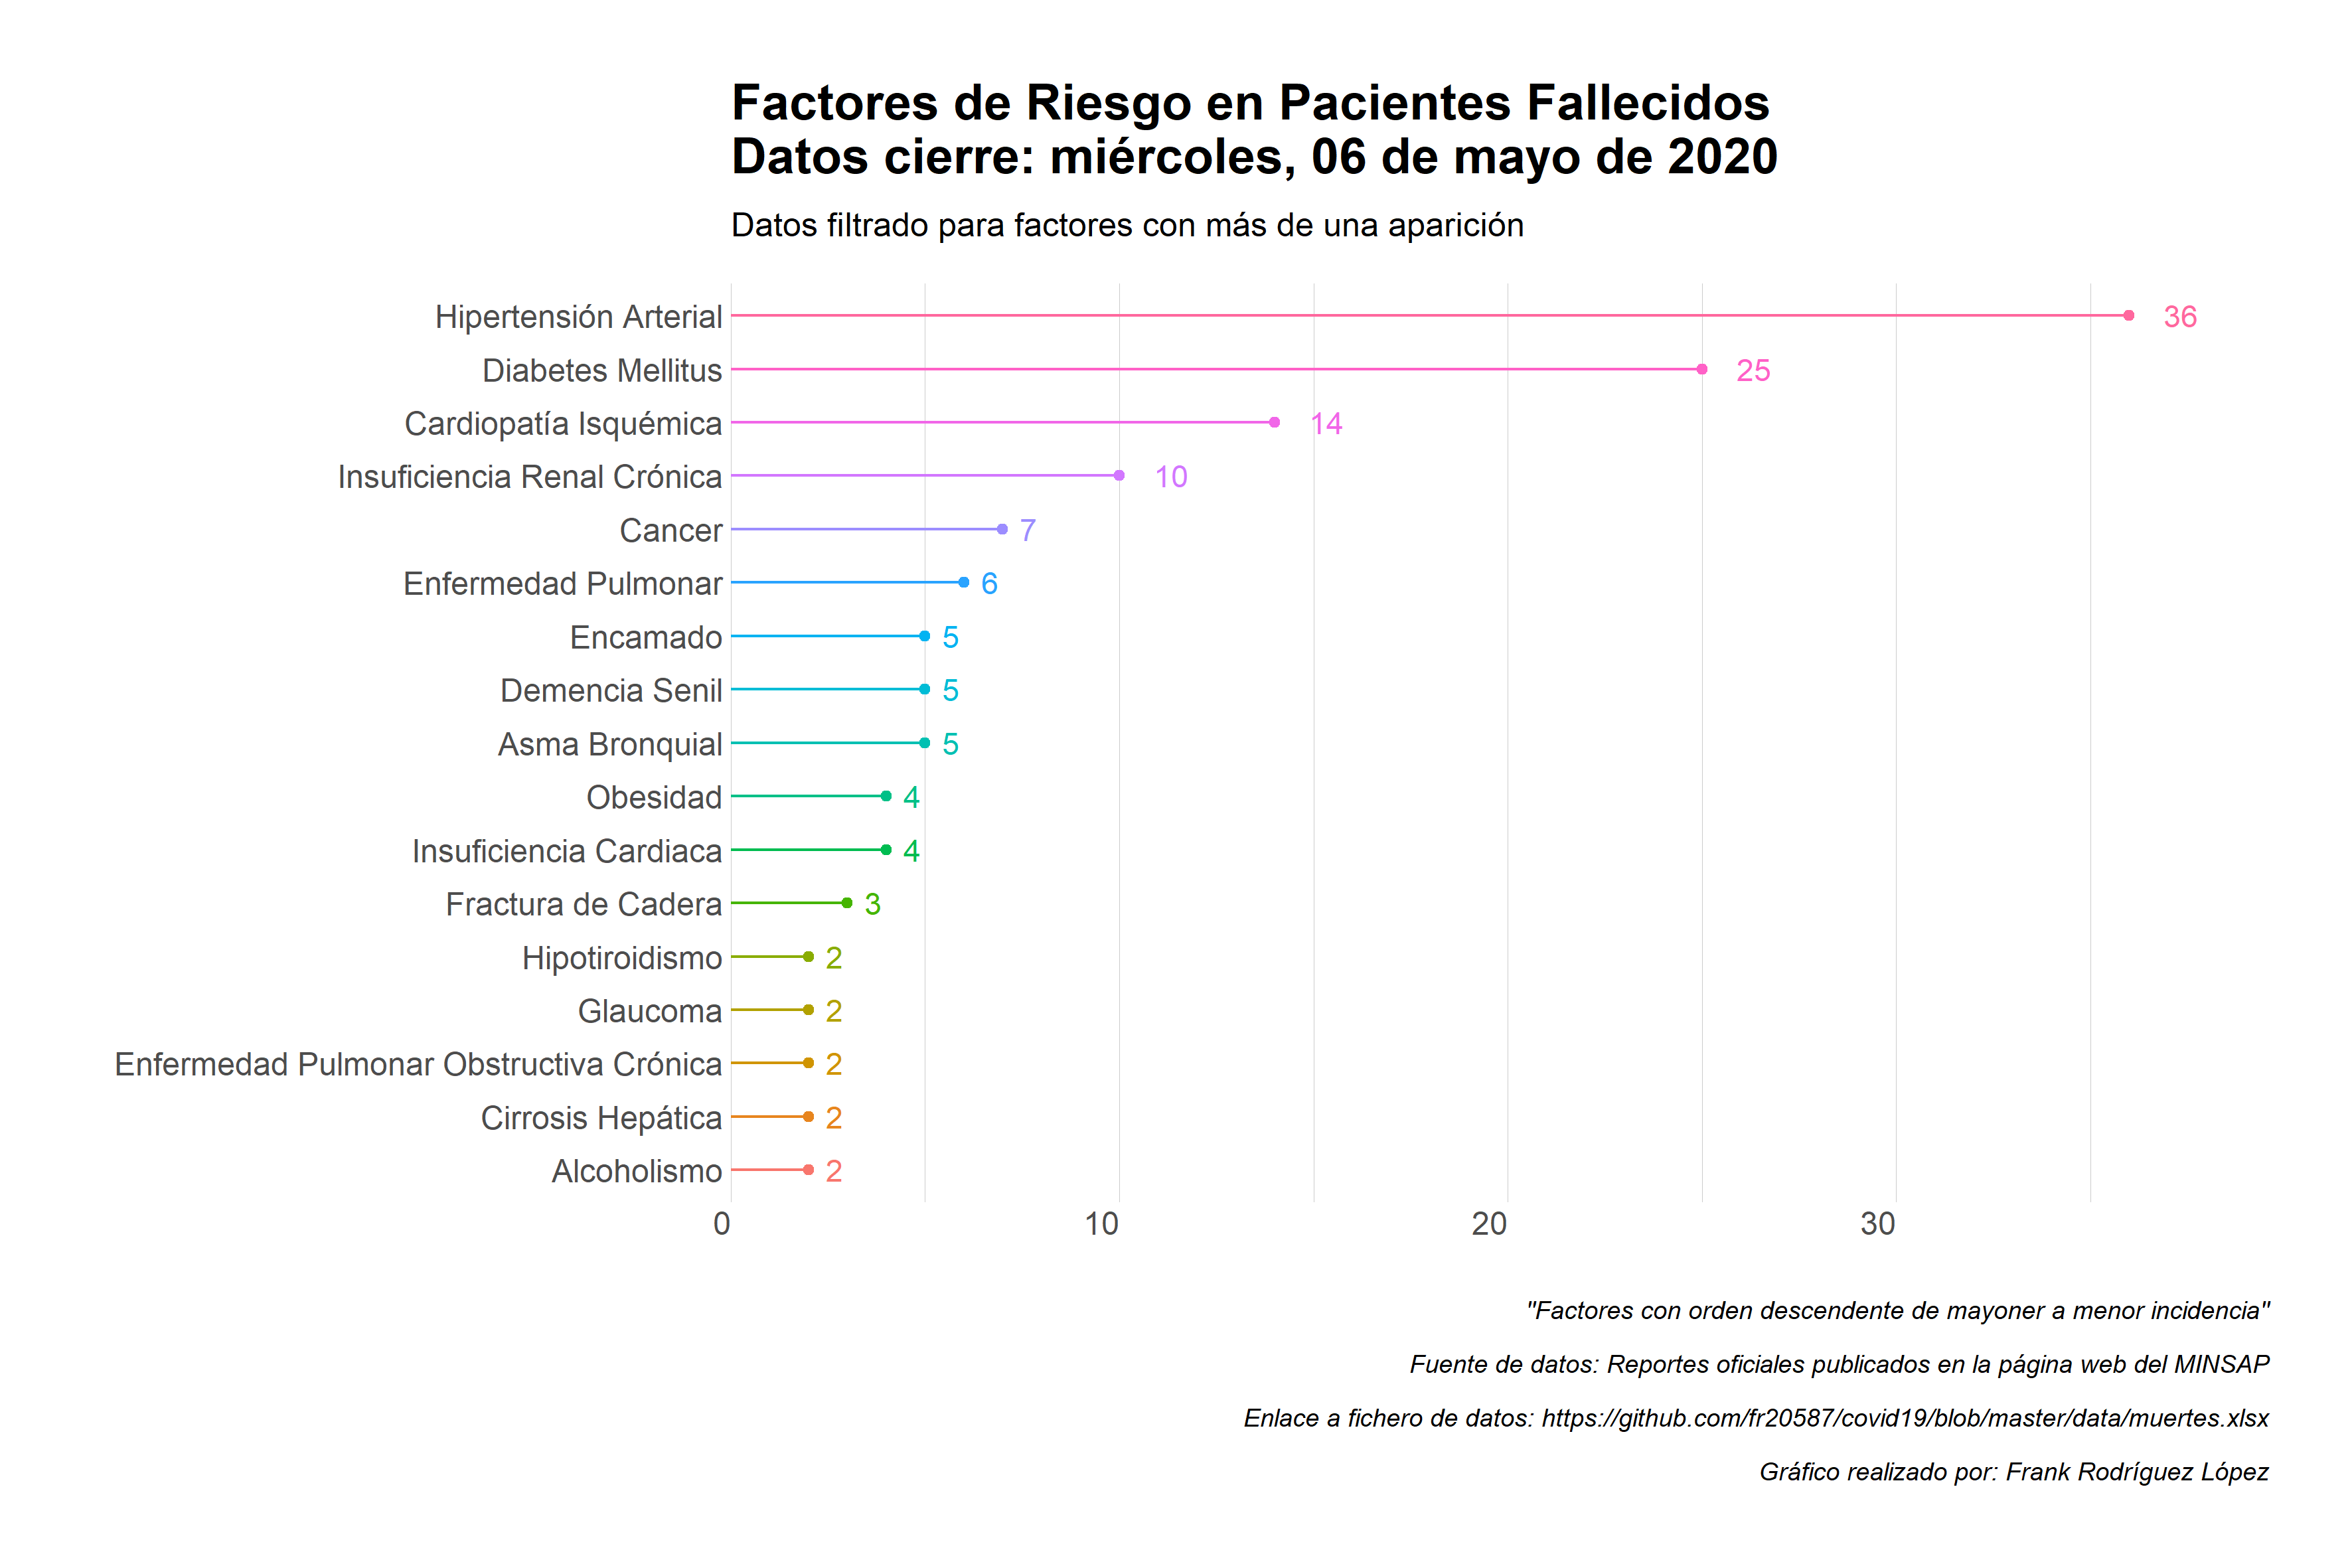 Factores de Riesgo en Pacientes Fallecidos
Datos cierre: miércoles, 06 de mayo de 2020
Datos filtrado para factores con más de una aparición
Hipertensión Arterial 36
Diabetes Mellitus 25
Cardiopatía Isquémica 14
Insuficiencia Renal Crónica 10
Cancer 7
Enfermedad Pulmonar 6
Encamado 5
Demencia Senil 5
Asma Bronquial 5
Obesidad 4
Insuficiencia Cardiaca 4
Fractura de Cadera 3
Hipotiroidismo 2
Glaucoma 2
Enfermedad Pulmonar Obstructiva Crónica 2
Cirrosis Hepática 2
Alcoholismo 2
0 10 20 30
"Factores con orden descendente de mayoner a menor incidencia"
Fuente de datos: Reportes oficiales publicados en la página web del MINSAP
Enlace a fichero de datos: https://github.com/fr20587/covid19/blob/master/data/muertes.xlsx
Gráfico realizado por: Frank Rodríguez López